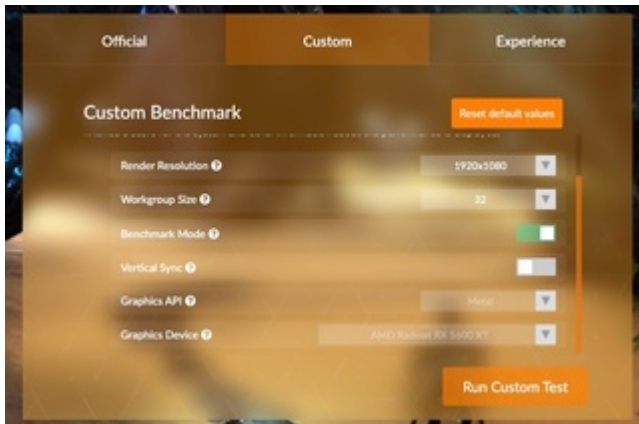 Official
Custom
Experience
Custom Benchmark
Reset default values
Render Resolution
1920x1080
Workgroup Size
32
Benchmark Mode
Vertical Sync
Graphics API
Metal
Graphics Device
AMD Radeon RX 5600 XT
Run Custom Test